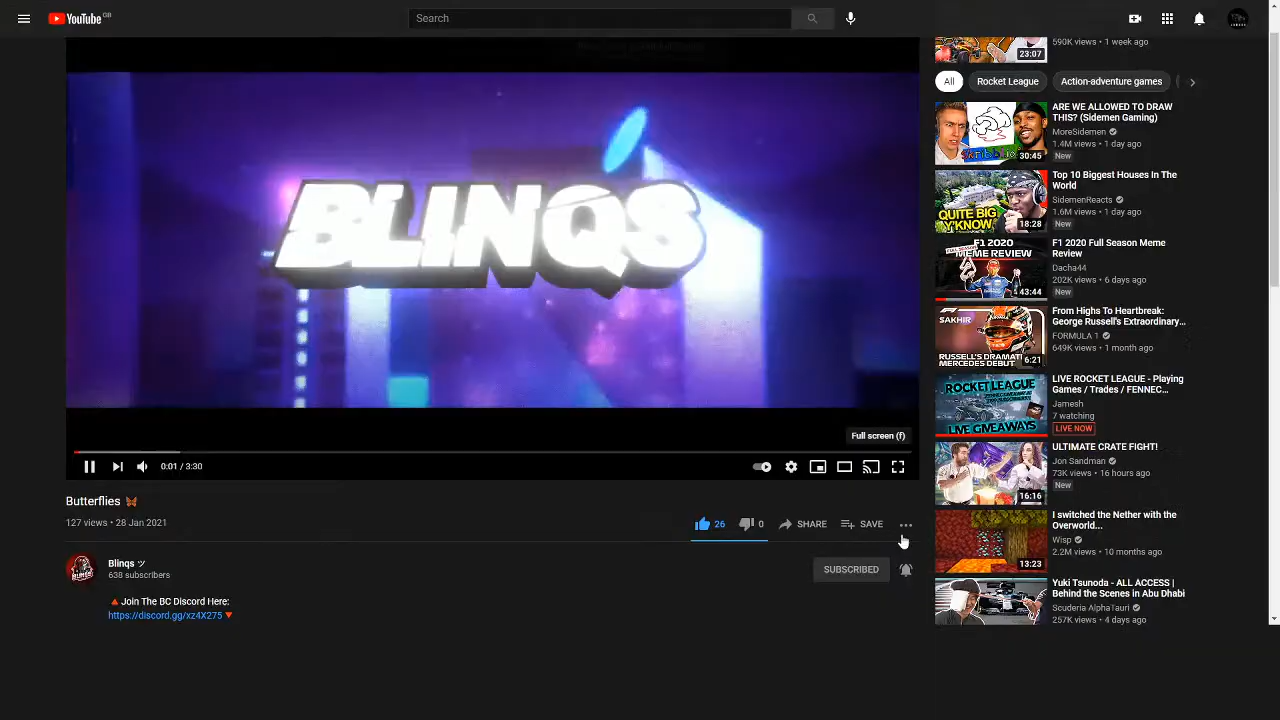 YouTube GB
Search
BLINQS
Full screen (f)
0:01 / 3:30
Butterflies
127 views • 28 Jan 2021
26
0
SHARE
SAVE
Blinqs ツ
638 subscribers
SUBSCRIBED
Join The BC Discord Here:
https://discord.gg/xz4X275
23:07
590K views • 1 week ago
All
Rocket League
Action-adventure games
30:45
ARE WE ALLOWED TO DRAW
THIS? (Sidemen Gaming)
MoreSidemen
1.4M views • 1 day ago
New
QUITE BIG
Y'KNOW
18:28
Top 10 Biggest Houses In The
World
SidemenReacts
1.6M views • 1 day ago
New
F1 2020
FULL SEASON
MEME REVIEW
43:44
F1 2020 Full Season Meme
Review
Dacha44
202K views • 6 days ago
New
SAKHIR
RUSSELL'S DRAMATI
MERCEDES DEBUT
6:21
From Highs To Heartbreak:
George Russell's Extraordinary...
FORMULA 1
649K views • 1 month ago
ROCKET LEAGUE
LIVE GIVEAWAYS
LIVE ROCKET LEAGUE - Playing
Games / Trades / FENNEC...
Jamesh
7 watching
LIVE NOW
16:16
ULTIMATE CRATE FIGHT!
Jon Sandman
73K views • 16 hours ago
New
13:23
I switched the Nether with the
Overworld...
Wisp
2.2M views • 10 months ago
Yuki Tsunoda - ALL ACCESS |
Behind the Scenes in Abu Dhabi
Scuderia AlphaTauri
257K views • 4 days ago